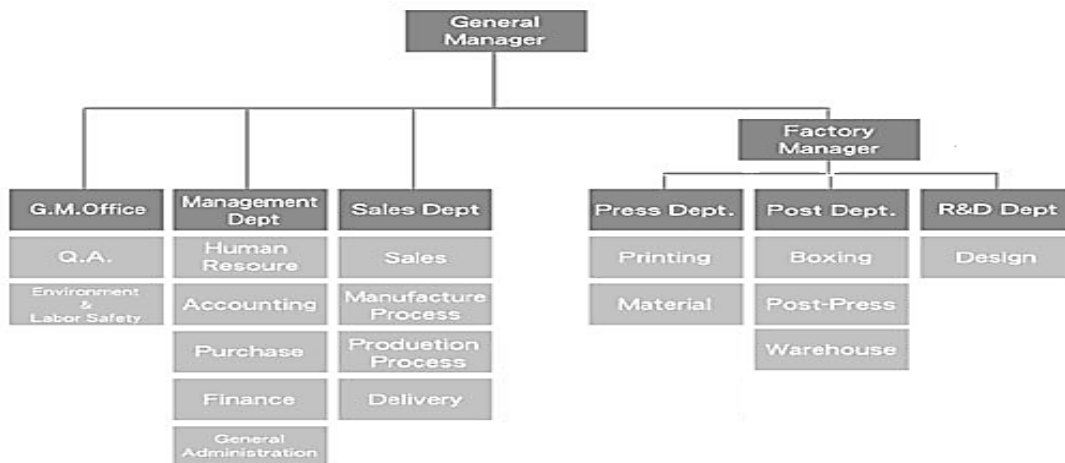 General
Manager
Factory
Manager
G.M.Office
Management
Dept
Sales Dept
Press Dept.
Post Dept.
R&D Dept
Q.A.
Human
Resoure
Sales
Printing
Boxing
Design
Environment
&
Labor Safety
Accounting
Manufacture
Process
Material
Post-Press
Purchase
Produetion
Process
Warehouse
Finance
Delivery
General
Administration